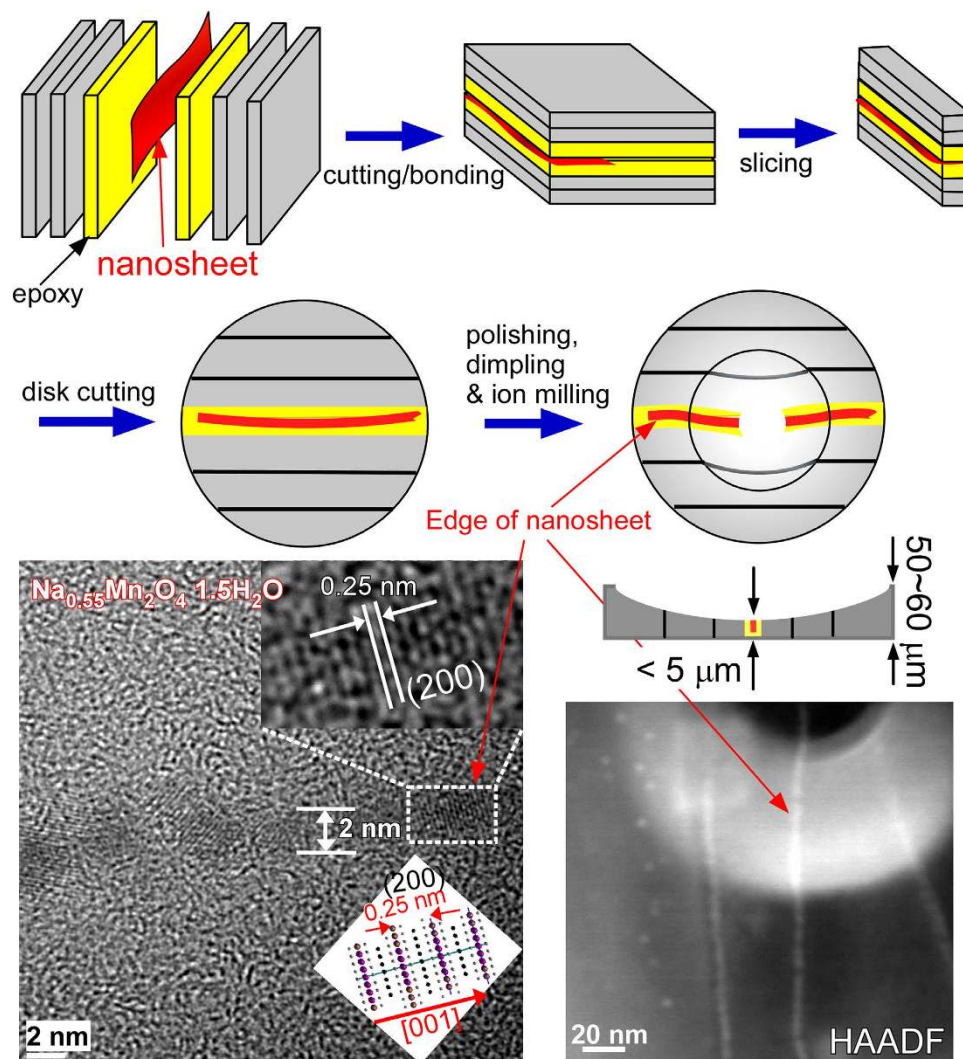 cutting/bonding
slicing
nanosheet
epoxy
disk cutting
polishing,
dimpling
& ion milling
Edge of nanosheet
Na0.55Mn2O4 1.5H2O
0.25 nm
(200)
2 nm
(200)
0.25 nm
[001]
2 nm
50~60 μm
< 5 μm
20 nm
HAADF